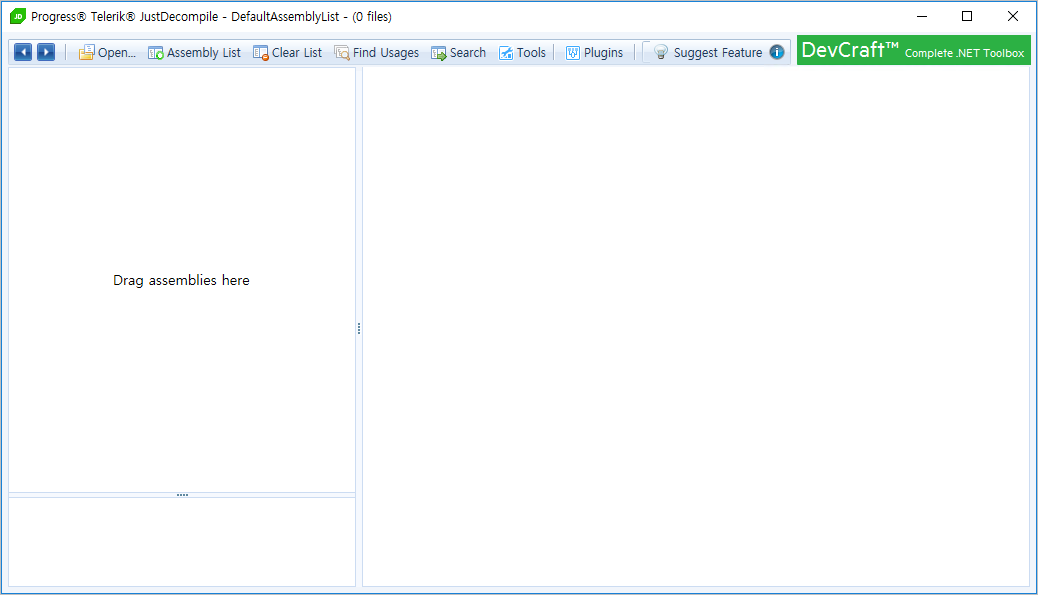 JD Progress® Telerik® JustDecompile - DefaultAssemblyList - (0 files)
Open... Assembly List Clear List Find Usages Search Tools Plugins Suggest Feature i DevCraft™ Complete .NET Toolbox
Drag assemblies here